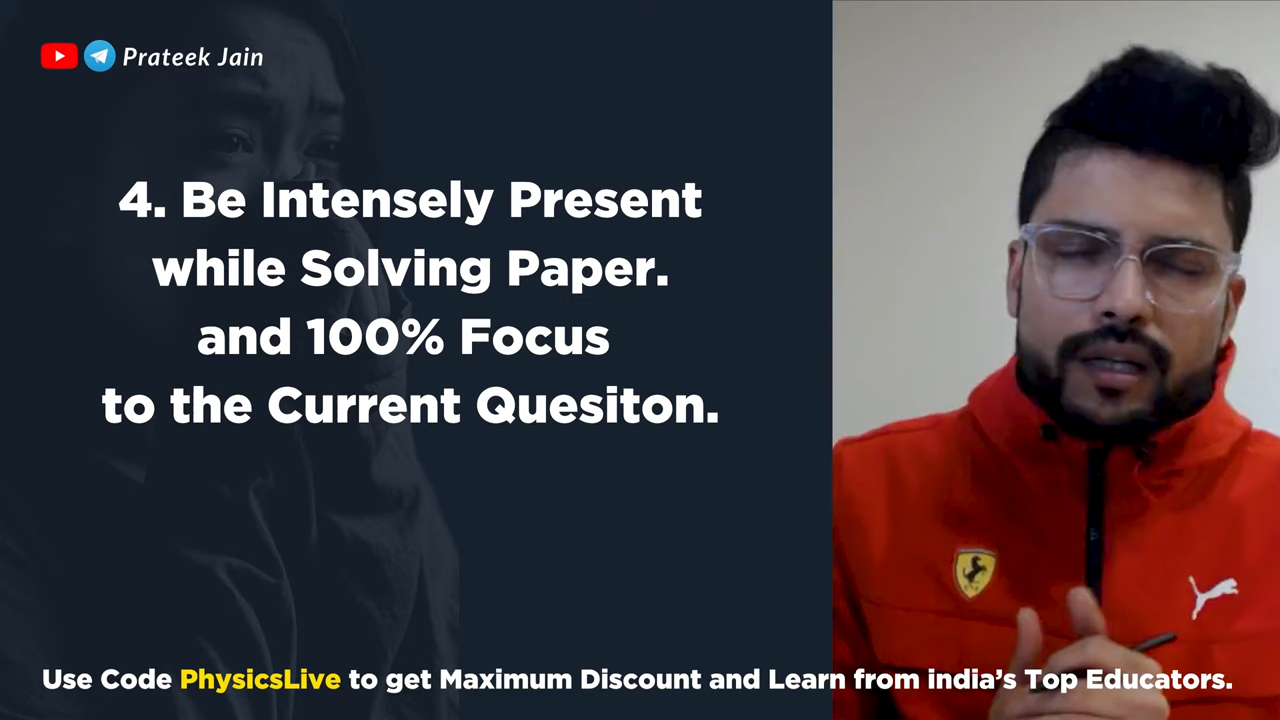 Prateek Jain
4. Be Intensely Present
while Solving Paper.
and 100% Focus
to the Current Quesiton.
Use Code PhysicsLive to get Maximum Discount and Learn from india's Top Educators.